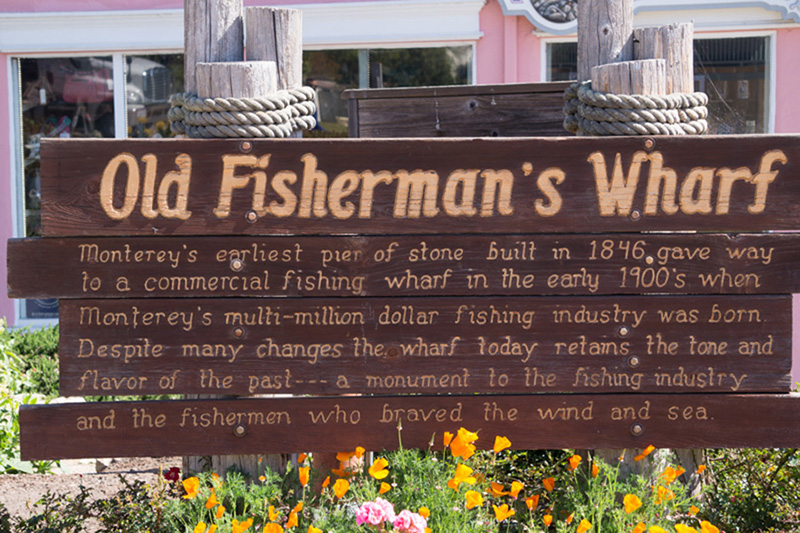 Old Fisherman's Wharf
Monterey's earliest pier of stone built in 1846 gave way
to a commercial fishing wharf in the early 1900's when
Monterey's multi-million dollar fishing industry was born.
Despite many changes the wharf today retains the tone and
flavor of the past--- a monument to the fishing industry
and the fishermen who braved the wind and sea.